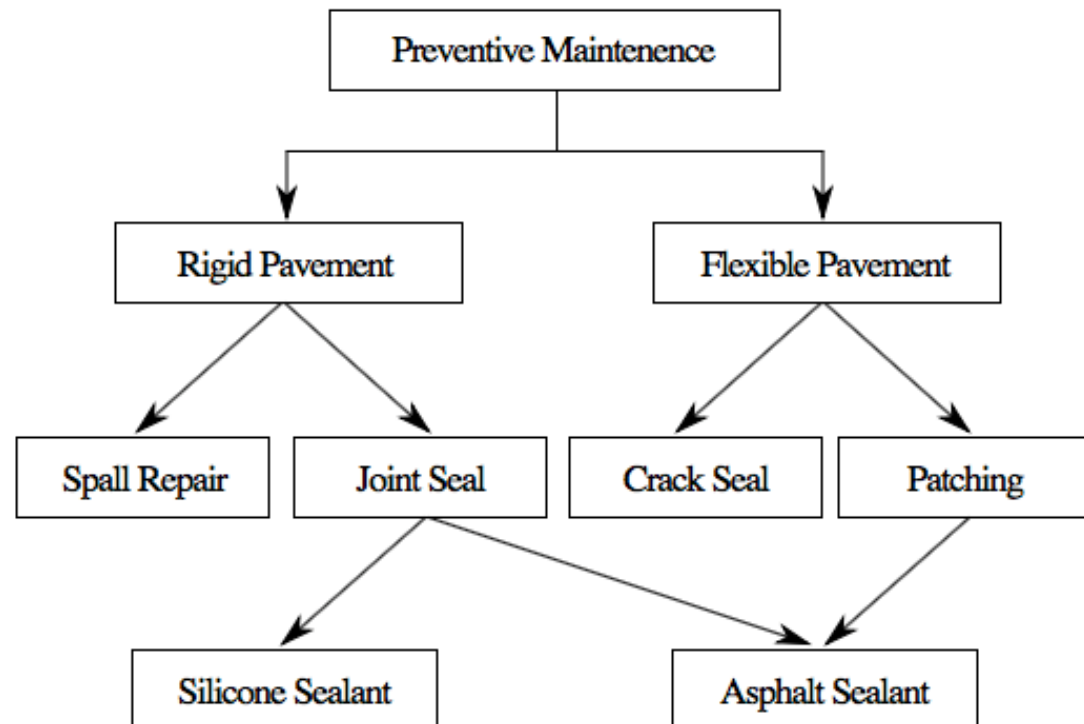 Preventive Maintenence
Rigid Pavement
Flexible Pavement
Spall Repair
Joint Seal
Crack Seal
Patching
Silicone Sealant
Asphalt Sealant